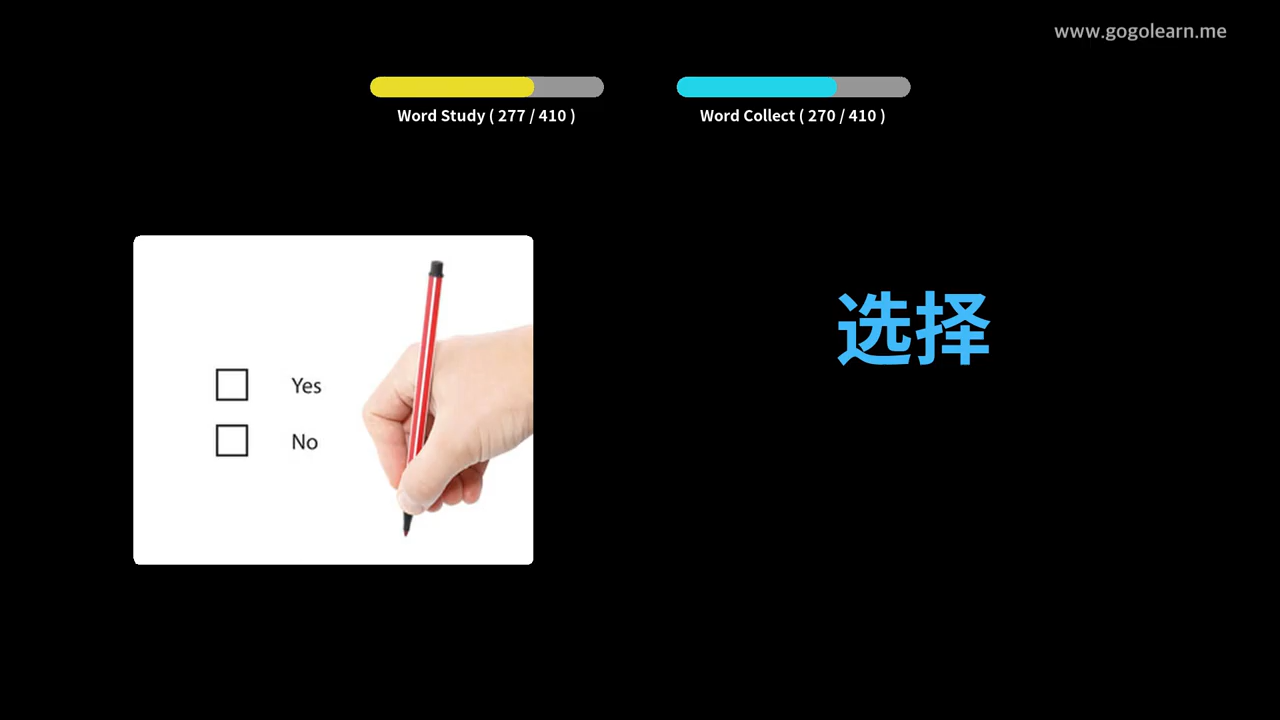 www.gogolearn.me
Word Study ( 277 / 410 )
Word Collect ( 270 / 410 )
选择
Yes
No